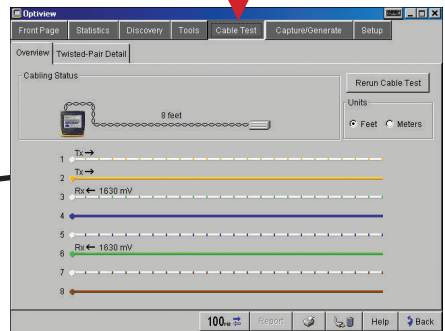 Optiview
Front Page Statistics Discovery Tools Cable Test Capture/Generate Setup
Overview Twisted-Pair Detail
Cabling Status
Rerun Cable Test
Units
Feet Meters
8 feet
Tx →
1
Tx →
2
Rx ← 1630 mV
3
4
5
Rx ← 1630 mV
6
7
8
100 Report Help Back